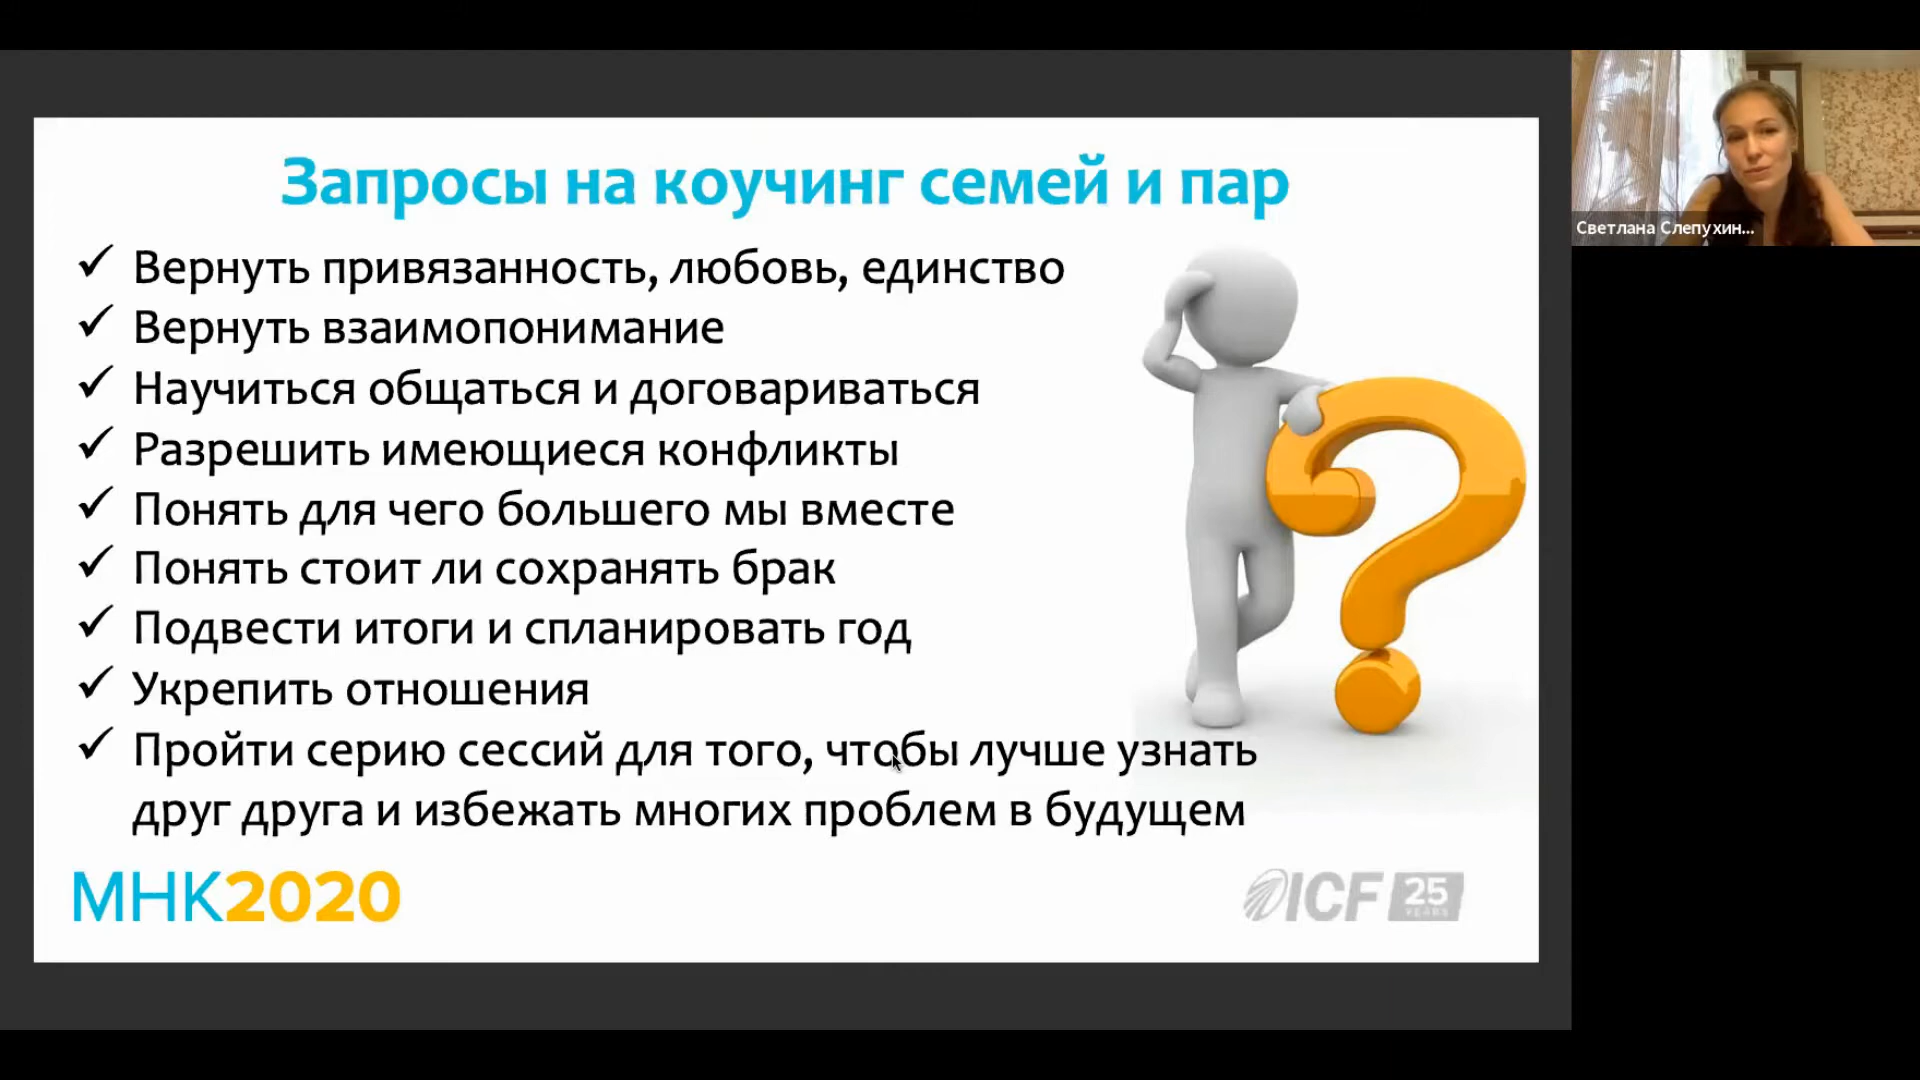 Запросы на коучинг семей и пар
✓ Вернуть привязанность, любовь, единство
✓ Вернуть взаимопонимание
✓ Научиться общаться и договариваться
✓ Разрешить имеющиеся конфликты
✓ Понять для чего большего мы вместе
✓ Понять стоит ли сохранять брак
✓ Подвести итоги и спланировать год
✓ Укрепить отношения
✓ Пройти серию сессий для того, чтобы лучше узнать
друг друга и избежать многих проблем в будущем
МНК2020
ICF 25
YEARS
Светлана Слепухин...